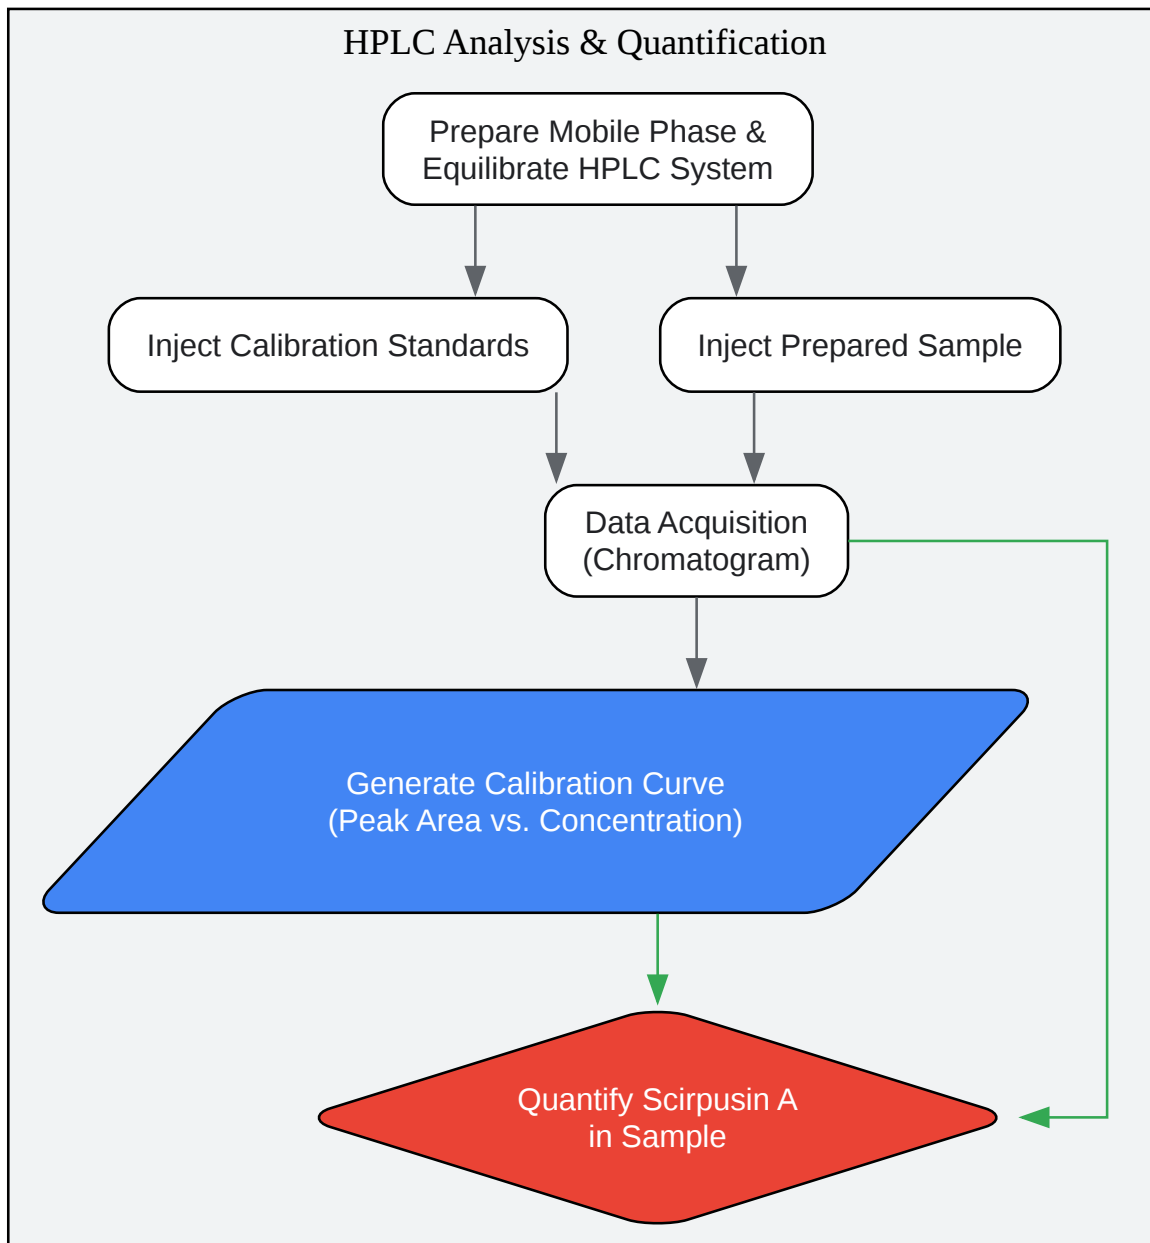 HPLC Analysis & Quantification
Prepare Mobile Phase &
Equilibrate HPLC System
Inject Calibration Standards
Inject Prepared Sample
Data Acquisition
(Chromatogram)
Generate Calibration Curve
(Peak Area vs. Concentration)
Quantify Scirpusin A
in Sample